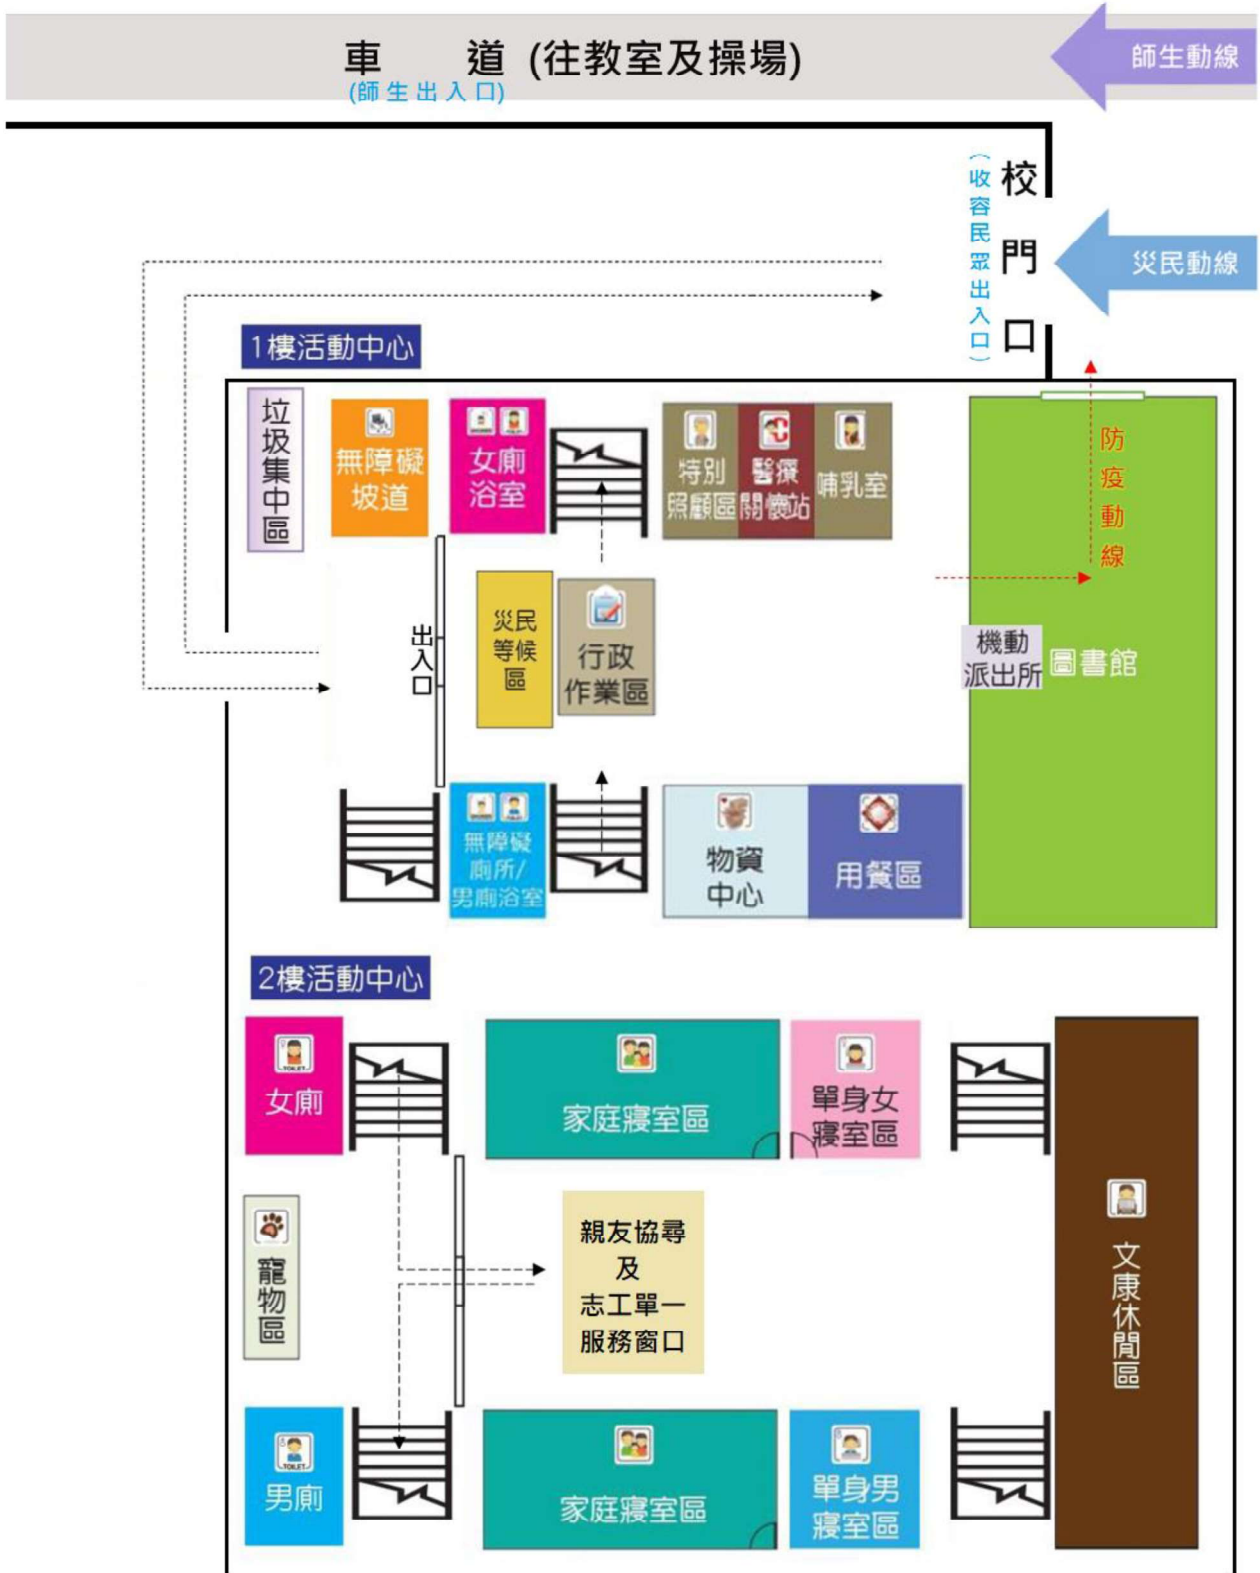 車 道 (往教室及操場)
(師生出入口)
師生動線
校門口
(收容民眾出入口)
災民動線
1樓活動中心
垃圾集中區
無障礙
坡道
女廁
浴室
特別
照顧區
醫療
關懷站
哺乳室
防疫動線
出入口
災民
等候
區
行政
作業區
機動
派出所
圖書館
無障礙
廁所/
男廁浴室
物資
中心
用餐區
2樓活動中心
女廁
家庭寢室區
單身女
寢室區
寵物區
親友協尋
及
志工單一
服務窗口
文康休閒區
男廁
家庭寢室區
單身男
寢室區